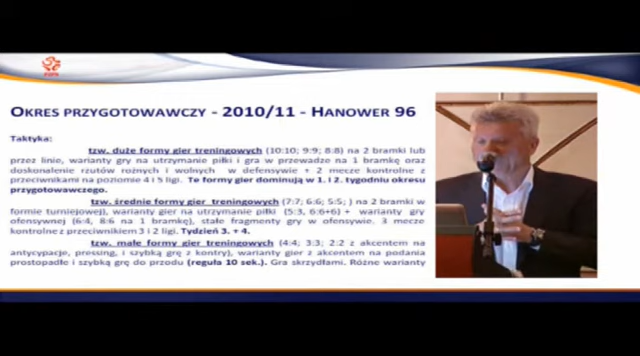 OKRES PRZYGOTOWAWCZY - 2010/11 - HANOWER 96
Taktyka:
tzw. duże formy gier treningowych (10:10; 9:9; 8:8) na 2 bramki lub
przez linie, warianty gry na utrzymanie piłki i gra w przewadze na 1 bramkę oraz
doskonalenie rzutów rożnych i wolnych w defensywie + 2 mecze kontrolne z
przeciwnikami na poziomie 4 i 5 ligi. Te formy gier dominują w 1. i 2. tygodniu okresu
przygotowawczego.
tzw. średnie formy gier treningowych (7:7; 6:6; 5:5; ) na 2 bramki w
formie turniejowej), warianty gier na utrzymanie piłki (5:3, 6:6+6) + warianty gry
ofensywnej (6:4, 8:6 na 1 bramkę), stałe fragmenty gry w ofensywie. 3 mecze
kontrolne z przeciwnikiem 3 i 2 ligi. Tydzień 3. + 4.
tzw. małe formy gier treningowych (4:4; 3:3; 2:2 z akcentem na
antycypacje, pressing, i szybką grę z kontry), warianty gier z akcentem na podania
prostopadłe i szybką grę do przodu (reguła 10 sek.). Gra skrzydłami. Różne warianty